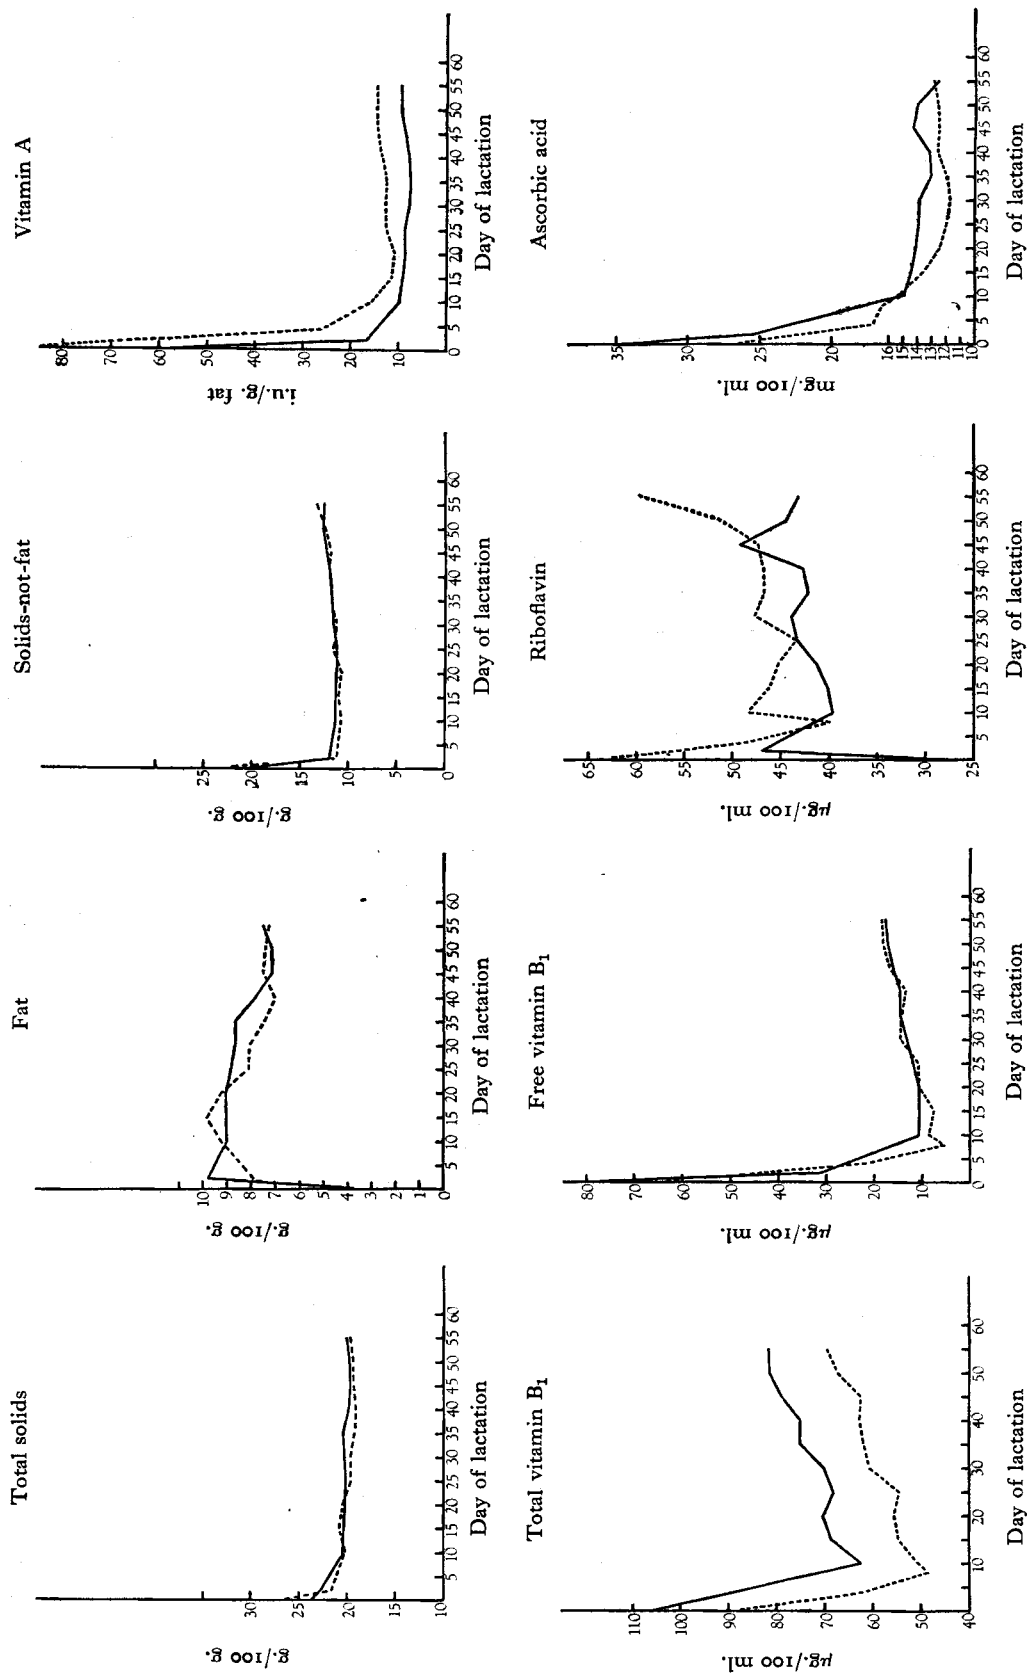 Total solids
g./100 g.
30
20
15
10
5 10 15 20 25 30 35 40 45 50 55 60
Day of lactation
Fat
g./100 g.
10
9
8
7
6
5
4
3
2
1
0
5 10 15 20 25 30 35 40 45 50 55 60
Day of lactation
Solids-not-fat
g./100 g.
25
20
15
10
5
0 5 10 15 20 25 30 35 40 45 50 55 60
Day of lactation
Vitamin A
i.u./g. fat
80
70
60
50
40
30
20
10
0 5 10 15 20 25 30 35 40 45 50 55 60
Day of lactation
Total vitamin B₁
µg./100 ml.
110
100
90
80
70
60
50
40
10 20 30 40 50 60
Day of lactation
Free vitamin B₁
µg./100 ml.
80
70
60
50
40
30
20
10
0 5 10 15 20 25 30 35 40 45 50 55 60
Day of lactation
Riboflavin
µg./100 ml.
65
60
55
50
45
40
35
30
25
5 10 15 20 25 30 35 40 45 50 55 60
Day of lactation
Ascorbic acid
mg./100 ml.
35
30
25
20
16
15
14
13
12
11
10
0 5 10 15 20 25 30 35 40 45 50 55 60
Day of lactation